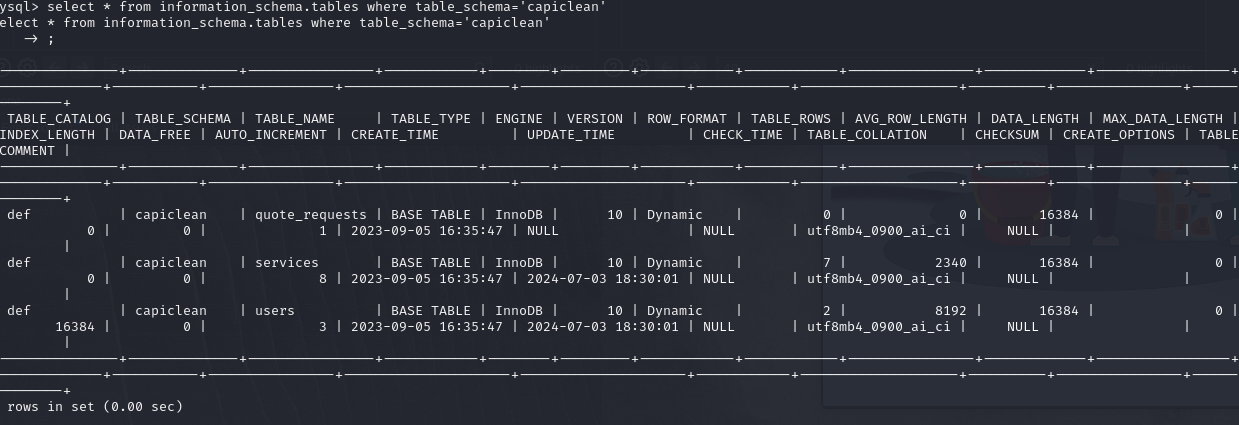 ysql> select * from information_schema.tables where table_schema='capiclean'
elect * from information_schema.tables where table_schema='capiclean'
-> ;
TABLE_CATALOG | TABLE_SCHEMA | TABLE_NAME | TABLE_TYPE | ENGINE | VERSION | ROW_FORMAT | TABLE_ROWS | AVG_ROW_LENGTH | DATA_LENGTH | MAX_DATA_LENGTH |
INDEX_LENGTH | DATA_FREE | AUTO_INCREMENT | CREATE_TIME | UPDATE_TIME | CHECK_TIME | TABLE_COLLATION | CHECKSUM | CREATE_OPTIONS | TABLE
COMMENT |
def | capiclean | quote_requests | BASE TABLE | InnoDB | 10 | Dynamic | 0 | 0 | 16384 | 0 |
0 | 0 | 1 | 2023-09-05 16:35:47 | NULL | NULL | utf8mb4_0900_ai_ci | NULL | |
|
def | capiclean | services | BASE TABLE | InnoDB | 10 | Dynamic | 7 | 2340 | 16384 | 0 |
0 | 0 | 8 | 2023-09-05 16:35:47 | 2024-07-03 18:30:01 | NULL | utf8mb4_0900_ai_ci | NULL | |
|
def | capiclean | users | BASE TABLE | InnoDB | 10 | Dynamic | 2 | 8192 | 16384 | 0 |
16384 | 0 | 3 | 2023-09-05 16:35:47 | 2024-07-03 18:30:01 | NULL | utf8mb4_0900_ai_ci | NULL | |
|
rows in set (0.00 sec)